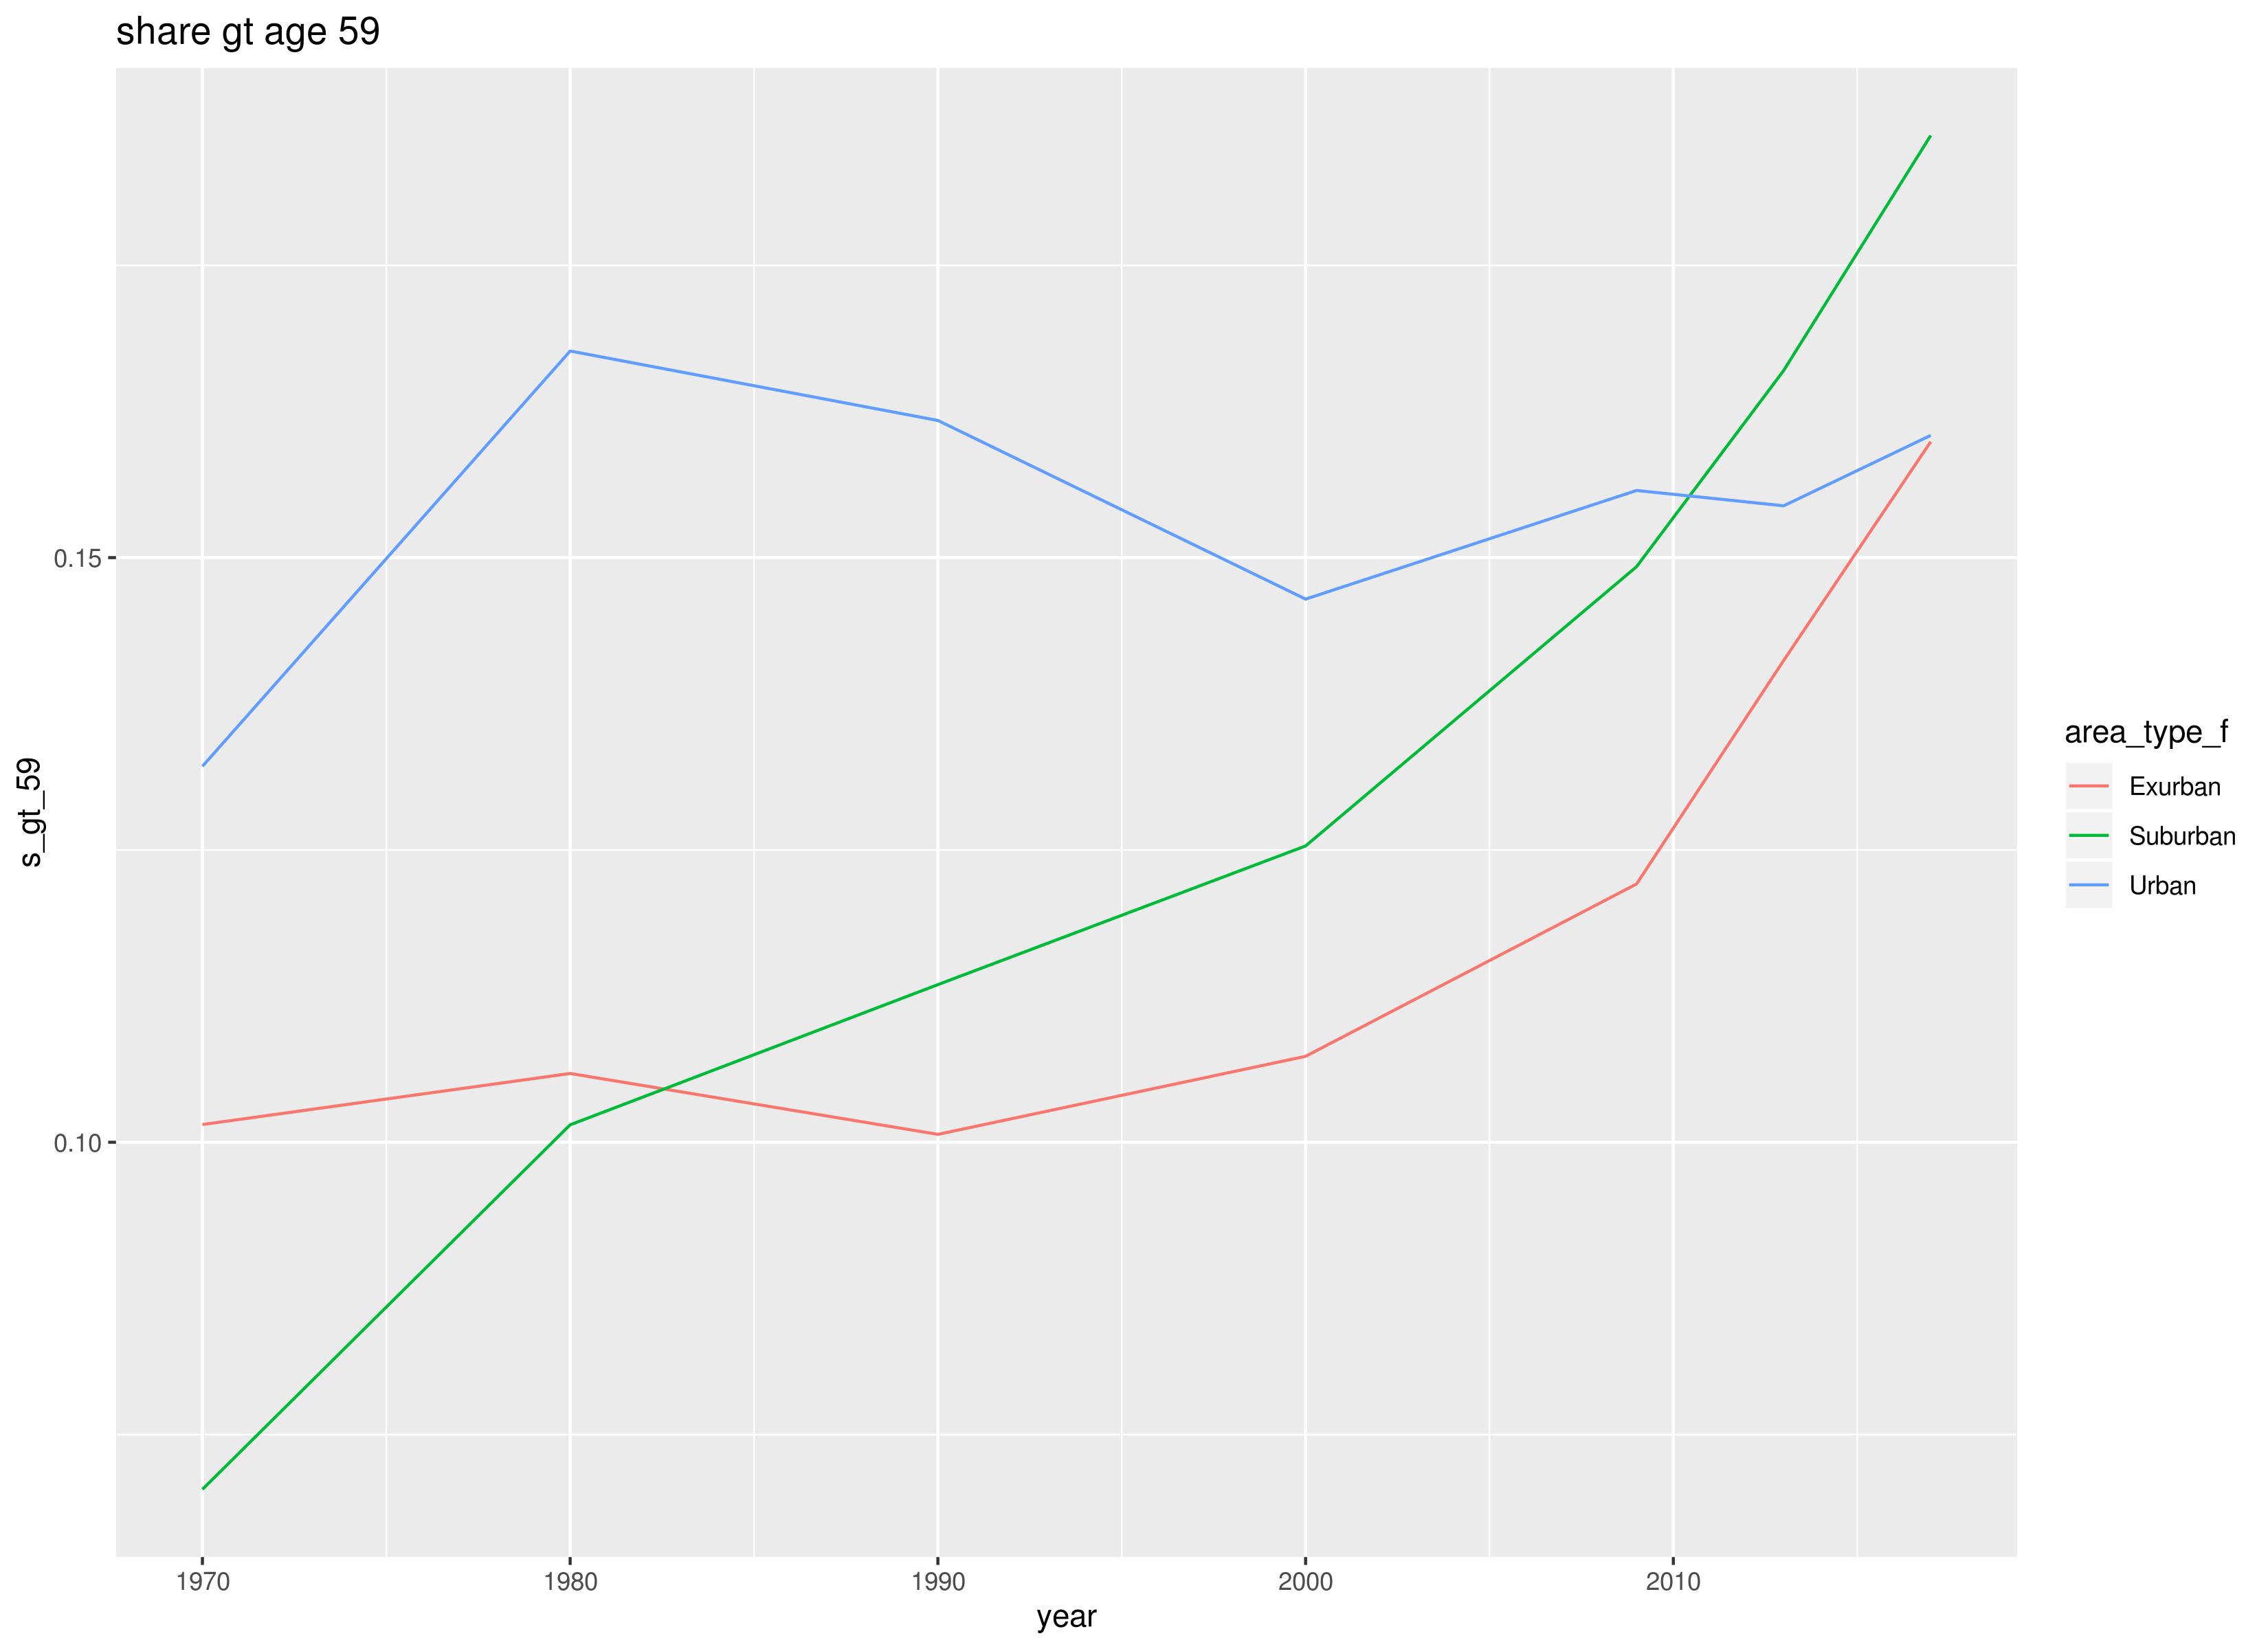 share gt age 59
s_gt_59
0.15
0.10
1970 1980 1990 2000 2010
year
area_type_f
Exurban
Suburban
Urban